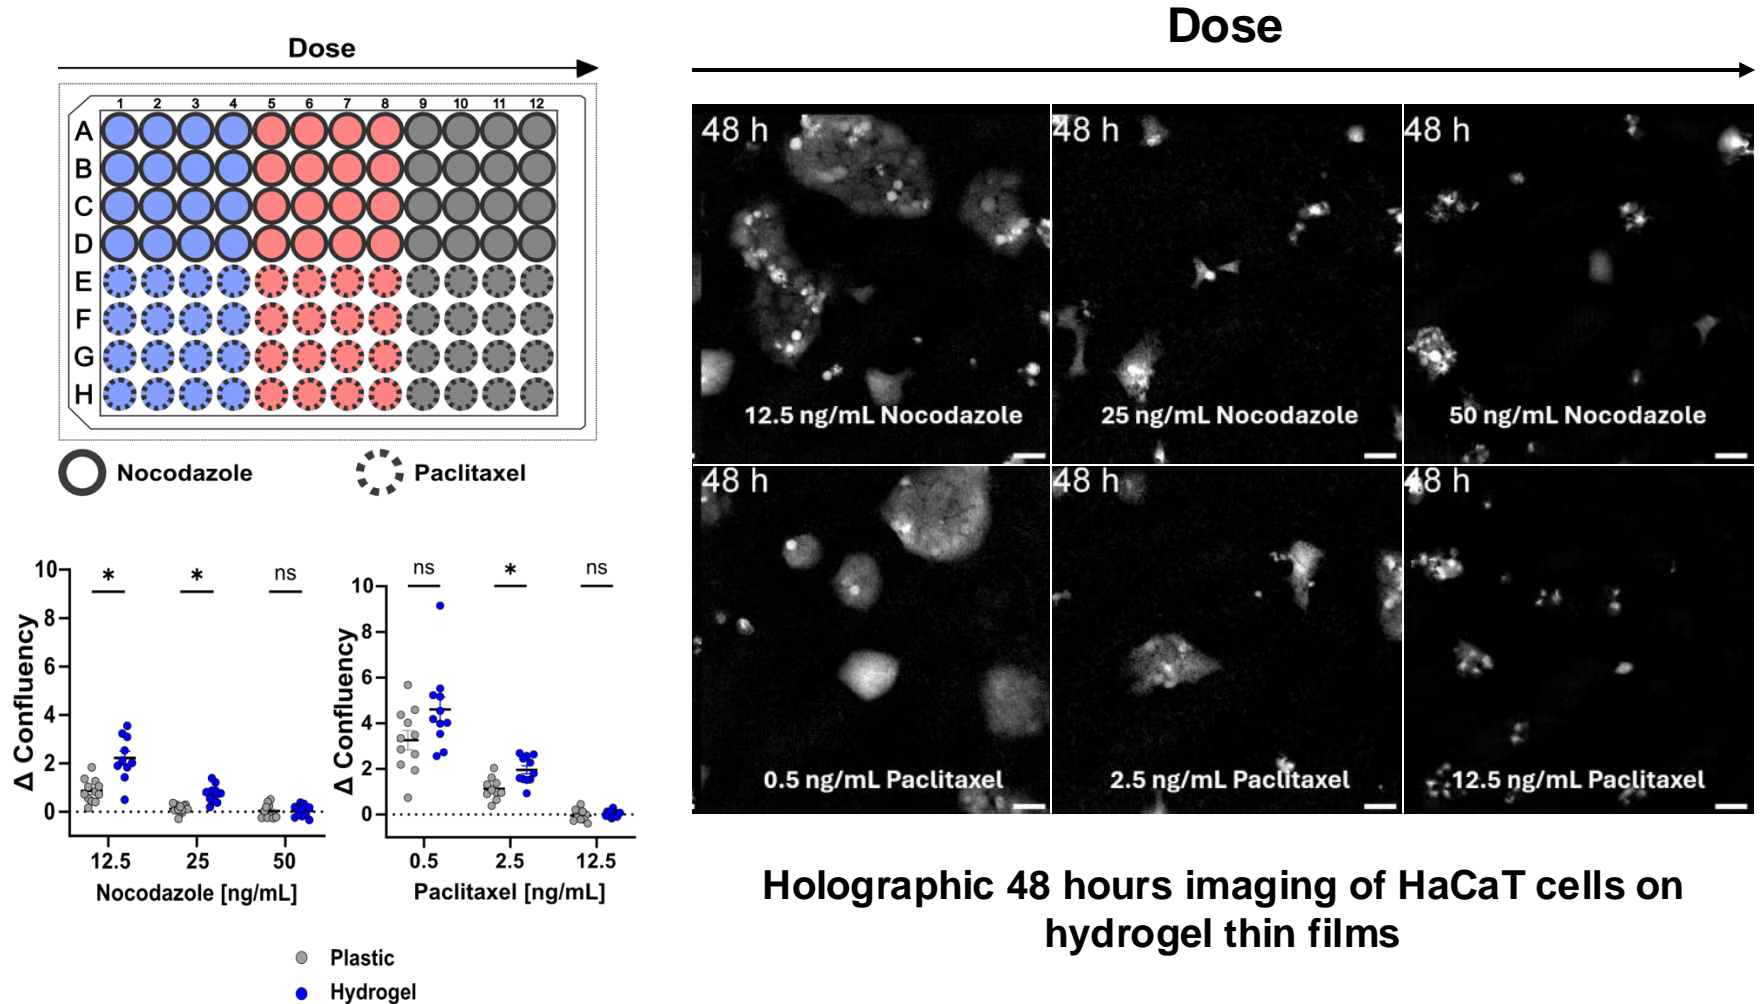 Dose
1 2 3 4 5 6 7 8 9 10 11 12
A
B
C
D
E
F
G
H
Nocodazole
Paclitaxel
10
8
6
4
2
0
Δ Confluency
*
*
ns
12.5 25 50
Nocodazole [ng/mL]
10
8
6
4
2
0
Δ Confluency
ns
*
ns
0.5 2.5 12.5
Paclitaxel [ng/mL]
Plastic
Hydrogel
Dose
48 h
12.5 ng/mL Nocodazole
48 h
25 ng/mL Nocodazole
48 h
50 ng/mL Nocodazole
48 h
0.5 ng/mL Paclitaxel
48 h
2.5 ng/mL Paclitaxel
48 h
12.5 ng/mL Paclitaxel
Holographic 48 hours imaging of HaCaT cells on
hydrogel thin films